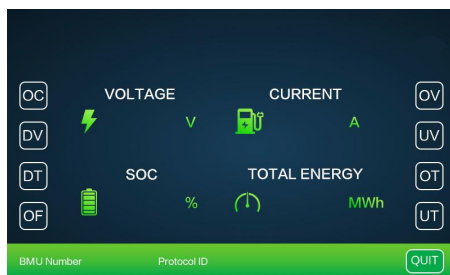 OC VOLTAGE CURRENT OV
DV V A UV
DT SOC TOTAL ENERGY OT
OF % MWh UT
BMU Number Protocol ID QUIT